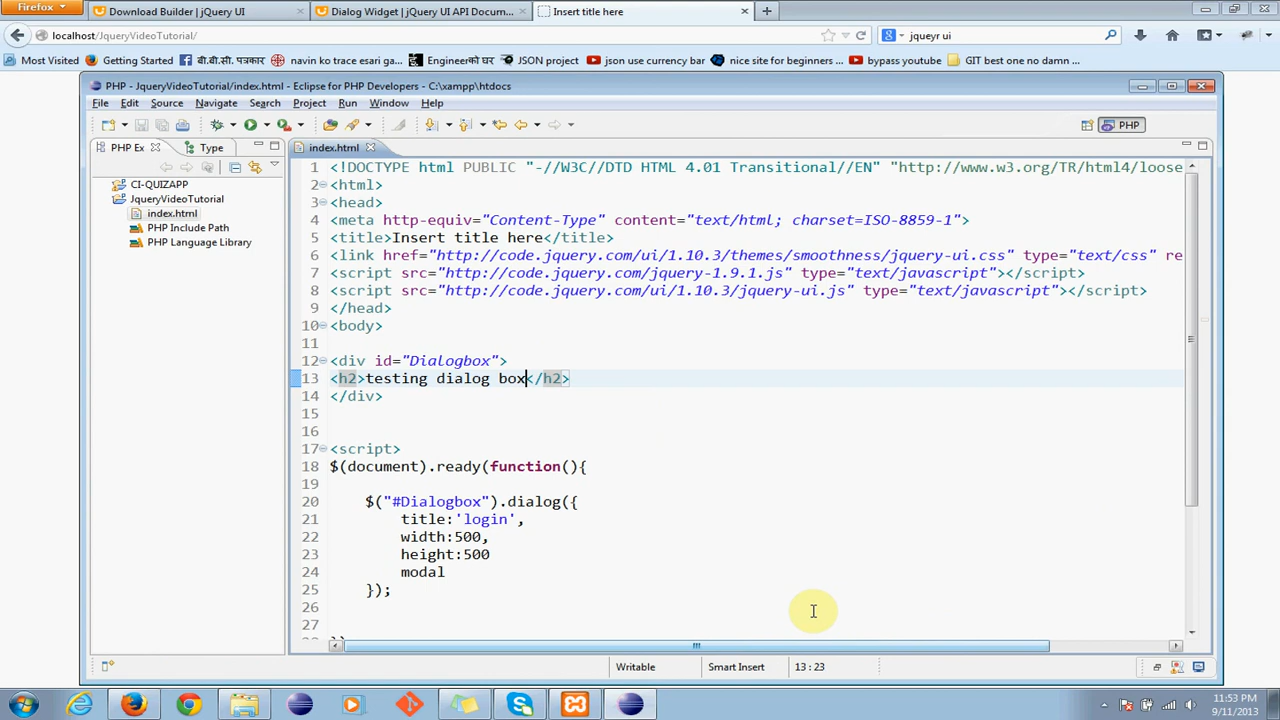 Firefox
Download Builder | jQuery UI
Dialog Widget | jQuery UI API Docum...
Insert title here
localhost/JqueryVideoTutorial/
jqueyr ui
Most Visited
Getting Started
बी.बी.सी. पत्रकार
navin ko trace esari ga...
Engineerको घर
JSON project
json use currency bar
nice site for beginners ...
bypass youtube
GIT best one no damn ...
PHP - JqueryVideoTutorial/index.html - Eclipse for PHP Developers - C:\xampp\htdocs
File Edit Source Navigate Search Project Run Window Help
PHP
PHP Ex
Type
index.html
CI-QUIZAPP
JqueryVideoTutorial
index.html
PHP Include Path
PHP Language Library
1 <!DOCTYPE html PUBLIC "-//W3C//DTD HTML 4.01 Transitional//EN" "http://www.w3.org/TR/html4/loose
2 <html>
3 <head>
4 <meta http-equiv="Content-Type" content="text/html; charset=ISO-8859-1">
5 <title>Insert title here</title>
6 <link href="http://code.jquery.com/ui/1.10.3/themes/smoothness/jquery-ui.css" type="text/css" re
7 <script src="http://code.jquery.com/jquery-1.9.1.js" type="text/javascript"></script>
8 <script src="http://code.jquery.com/ui/1.10.3/jquery-ui.js" type="text/javascript"></script>
9 </head>
10 <body>
11
12 <div id="Dialogbox">
13 <h2>testing dialog box</h2>
14 </div>
15
16
17 <script>
18 $(document).ready(function(){
19
20 $("#Dialogbox").dialog({
21 title:'login',
22 width:500,
23 height:500
24 modal
25 });
26
27
Writable
Smart Insert
13 : 23
11:53 PM
9/11/2013